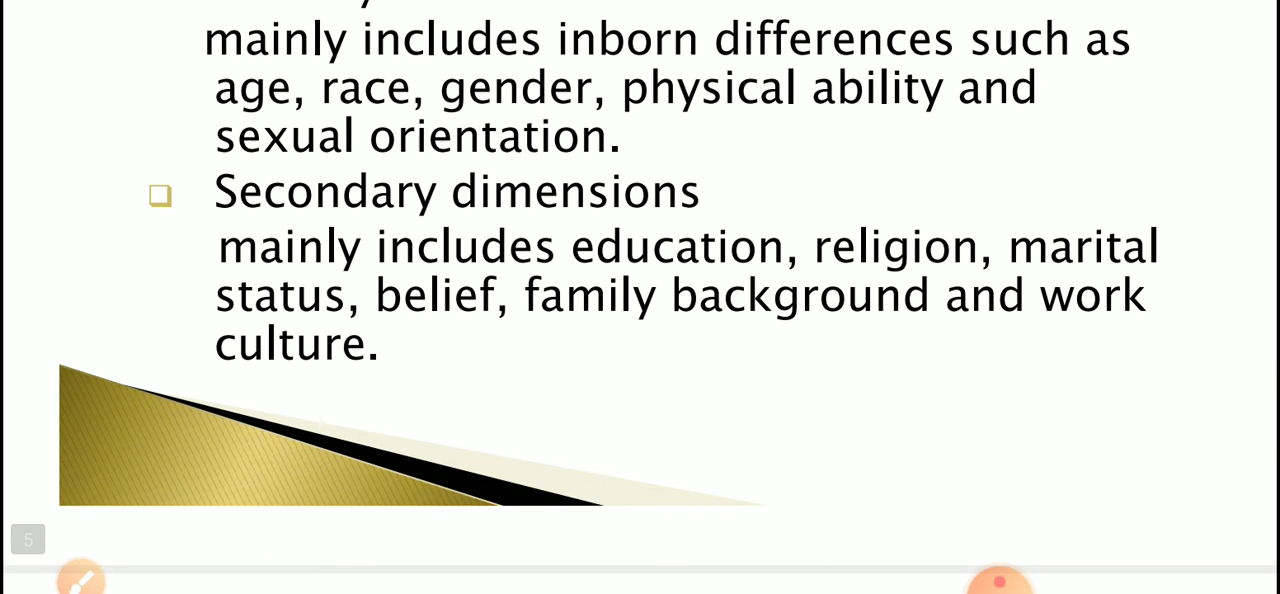 mainly includes inborn differences such as
age, race, gender, physical ability and
sexual orientation.
❑ Secondary dimensions
mainly includes education, religion, marital
status, belief, family background and work
culture.
5